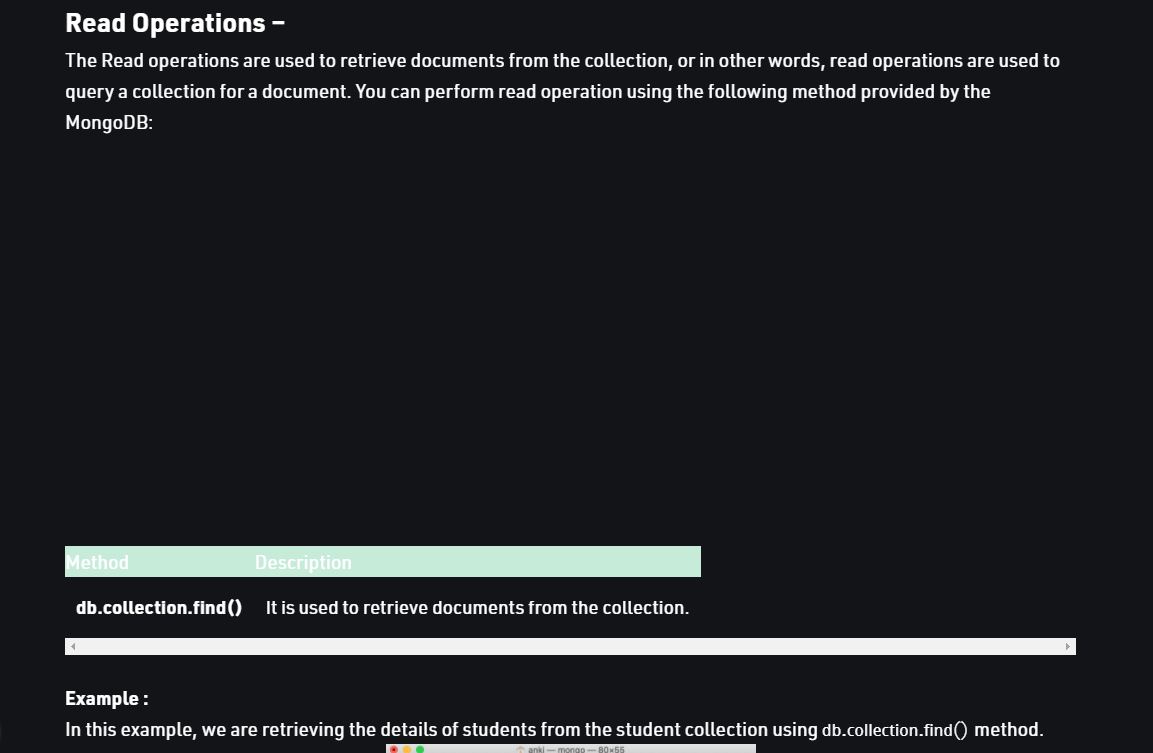 Read Operations –
The Read operations are used to retrieve documents from the collection, or in other words, read operations are used to
query a collection for a document. You can perform read operation using the following method provided by the
MongoDB:
Method Description
db.collection.find() It is used to retrieve documents from the collection.
Example :
In this example, we are retrieving the details of students from the student collection using db.collection.find() method.
anki — mongo — 80×55